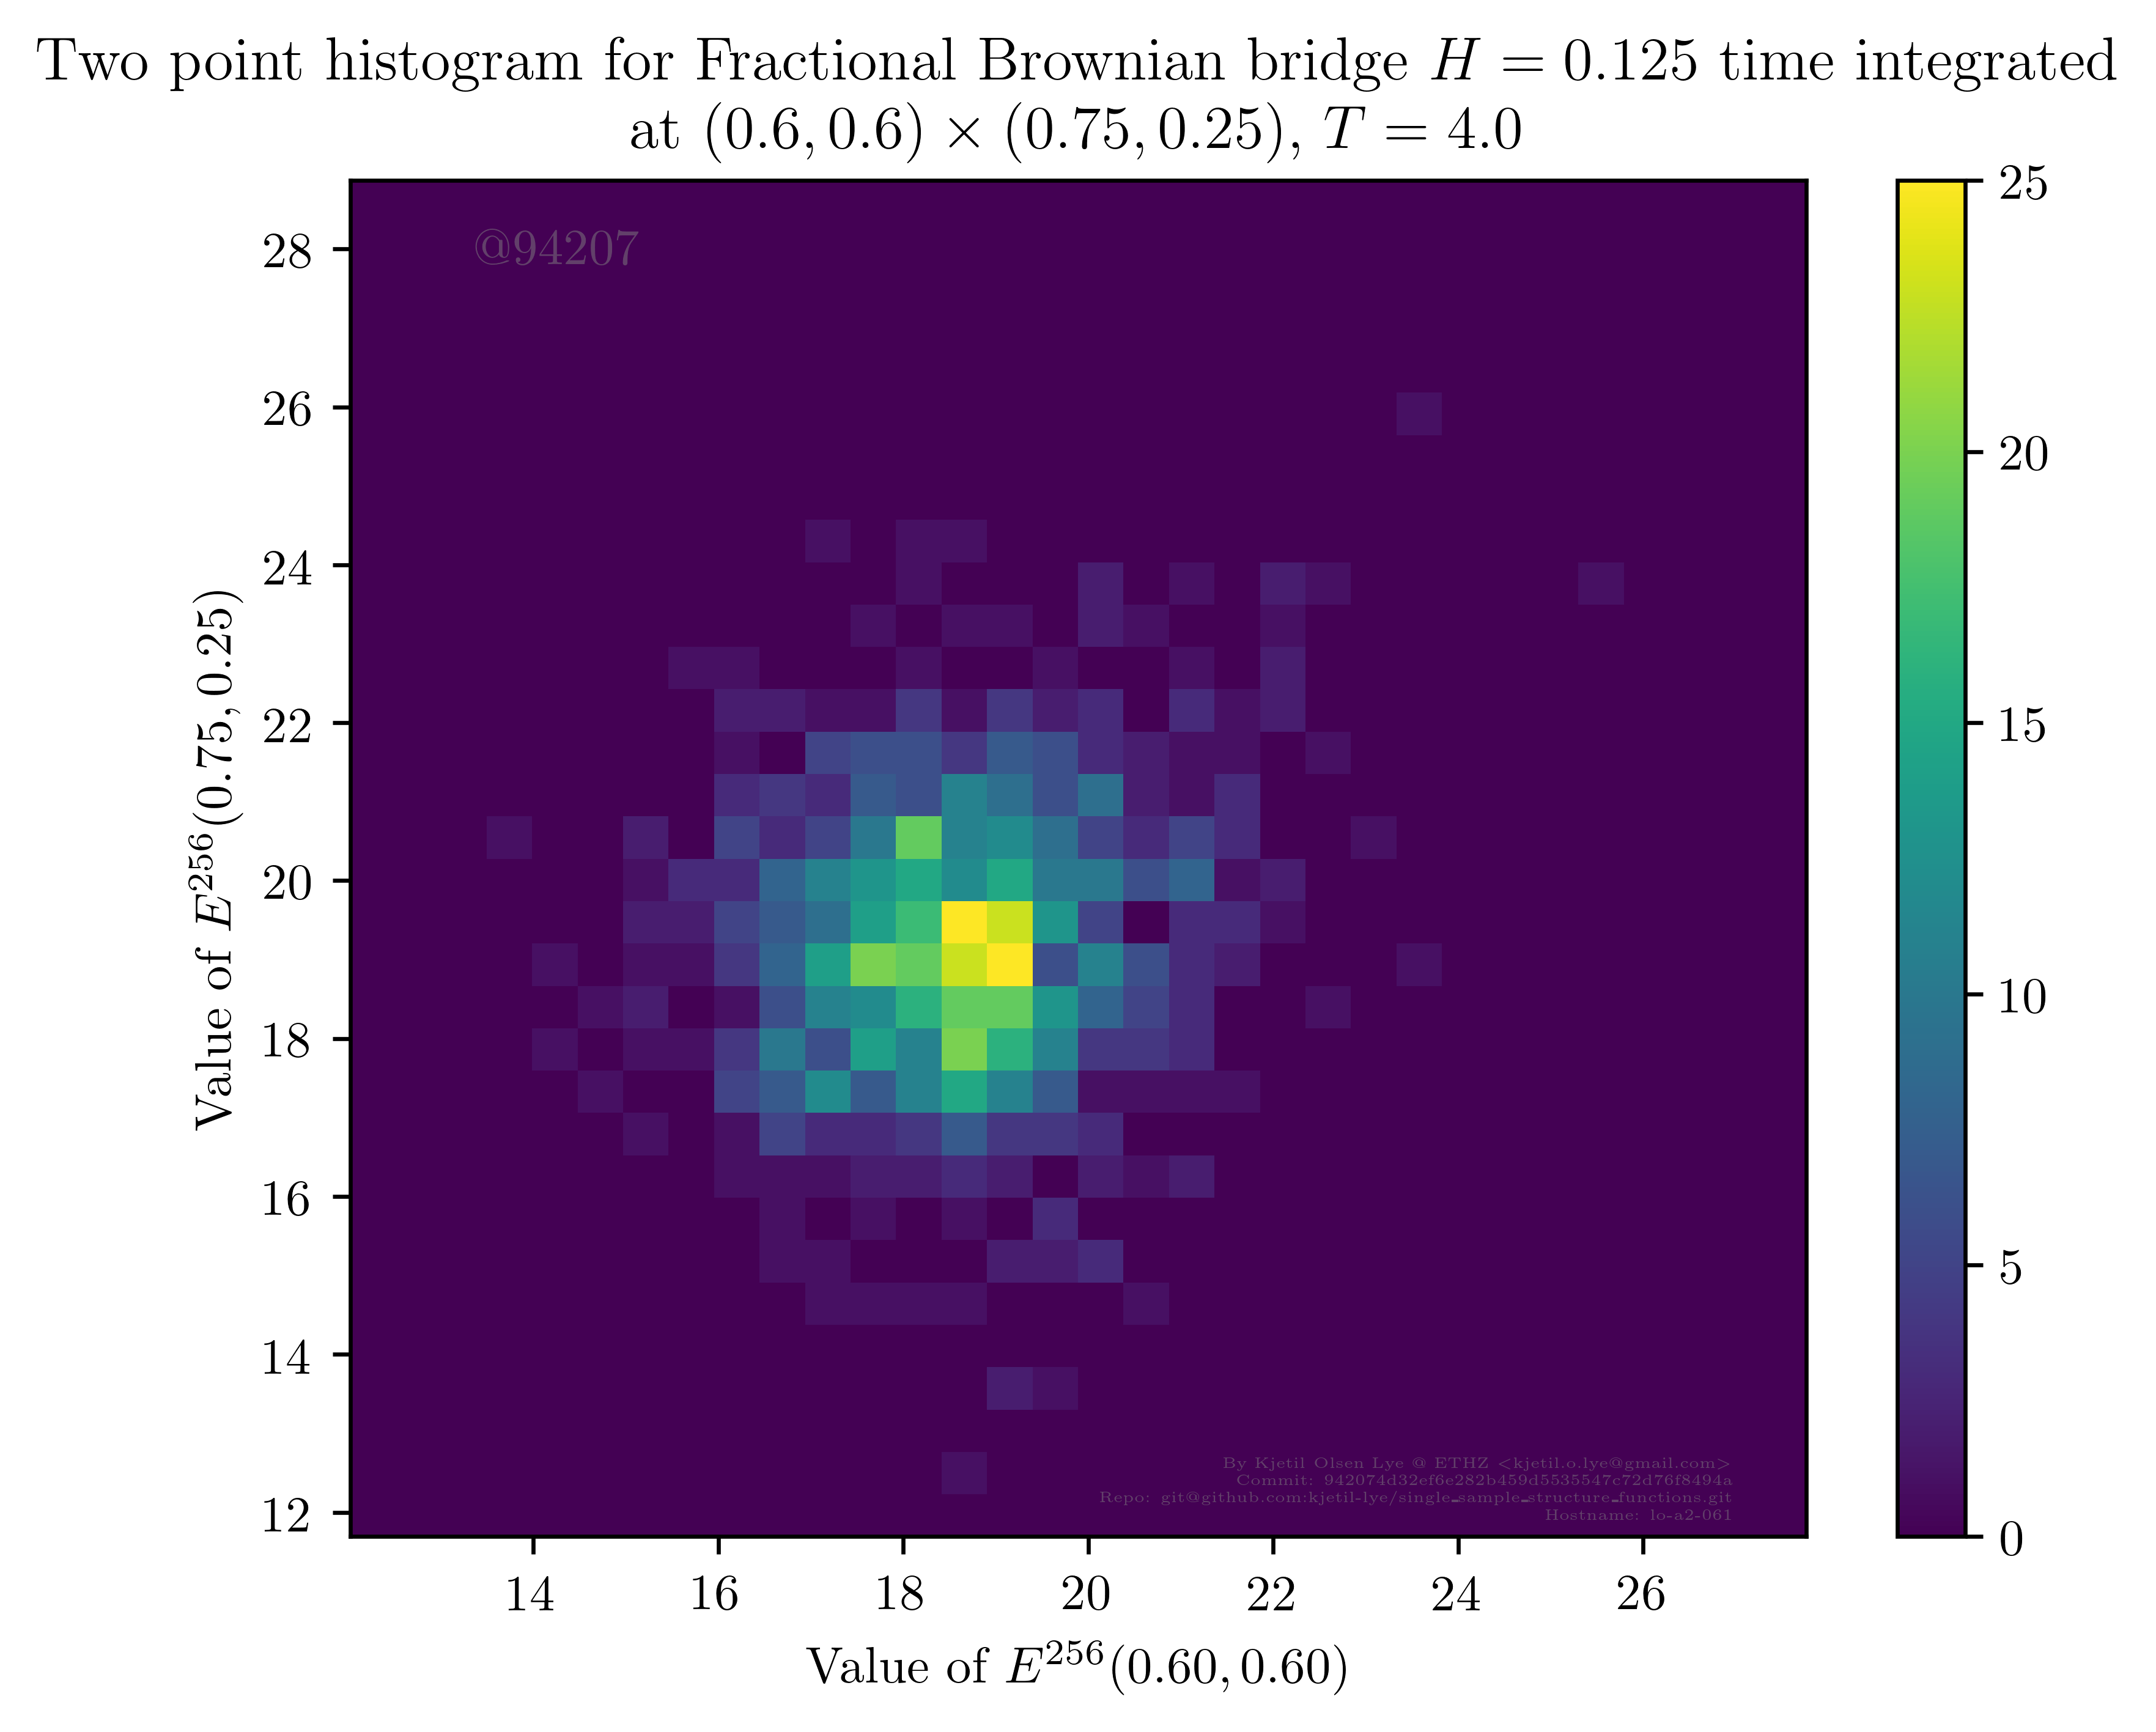 Two point histogram for Fractional Brownian bridge H = 0.125 time integrated
at (0.6, 0.6) × (0.75, 0.25), T = 4.0
@94207
28
26
24
22
20
18
16
14
12
Value of E^256(0.75, 0.25)
14
16
18
20
22
24
26
Value of E^256(0.60, 0.60)
25
20
15
10
5
0
By Kjetil Olsen Lye @ ETHZ <kjetil.o.lye@gmail.com>
Commit: 942074d32ef6e282b459d5535547c72d76f8494a
Repo: git@github.com:kjetil-lye/single_sample_structure_functions.git
Hostname: lo-a2-061